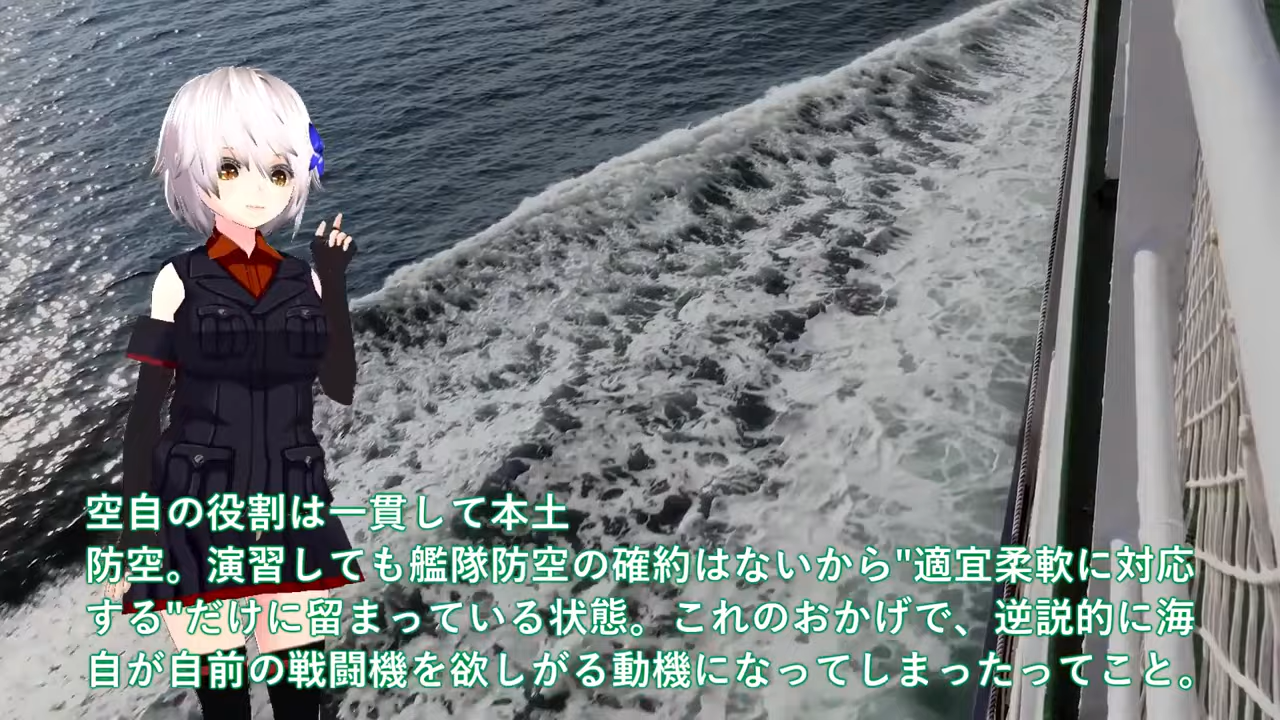 空自の役割は一貫して本土
防空。演習しても艦隊防空の確約はないから"適宜柔軟に対応
する"だけに留まっている状態。これのおかげで、逆説的に海
自が自前の戦闘機を欲しがる動機になってしまったってこと。